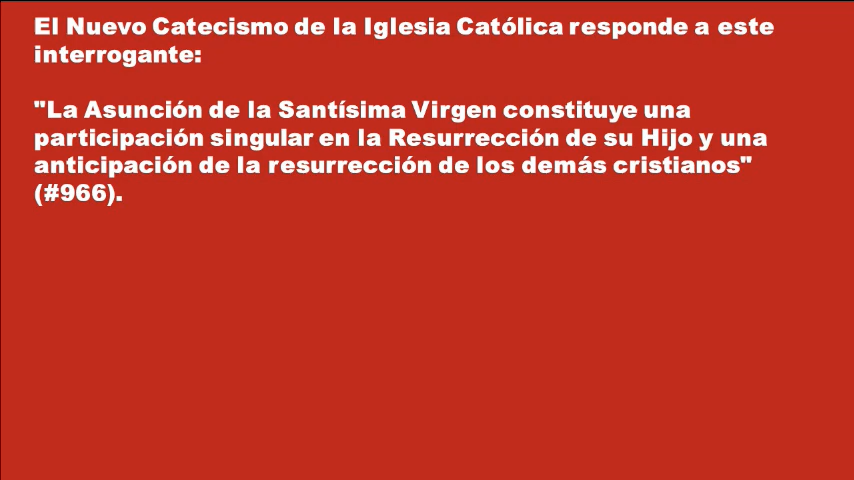 El Nuevo Catecismo de la Iglesia Católica responde a este
interrogante:
"La Asunción de la Santísima Virgen constituye una
participación singular en la Resurrección de su Hijo y una
anticipación de la resurrección de los demás cristianos"
(#966).